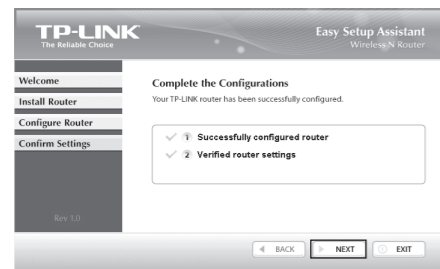 TP-LINK
The Reliable Choice
Easy Setup Assistant
Wireless N Router
Welcome
Install Router
Configure Router
Confirm Settings
Rev 3.0
Complete the Configurations
Your TP-LINK router has been successfully configured.
1 Successfully configured router
2 Verified router settings
BACK
NEXT
EXIT